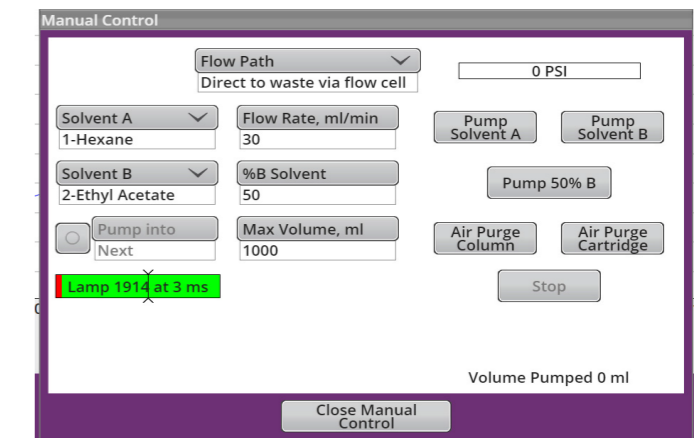 Manual Control
Flow Path
Direct to waste via flow cell
0 PSI
Solvent A
1-Hexane
Flow Rate, ml/min
30
Pump
Solvent A
Pump
Solvent B
Solvent B
2-Ethyl Acetate
%B Solvent
50
Pump 50% B
Pump into
Next
Max Volume, ml
1000
Air Purge
Column
Air Purge
Cartridge
Lamp 1914 at 3 ms
Stop
Volume Pumped 0 ml
Close Manual
Control